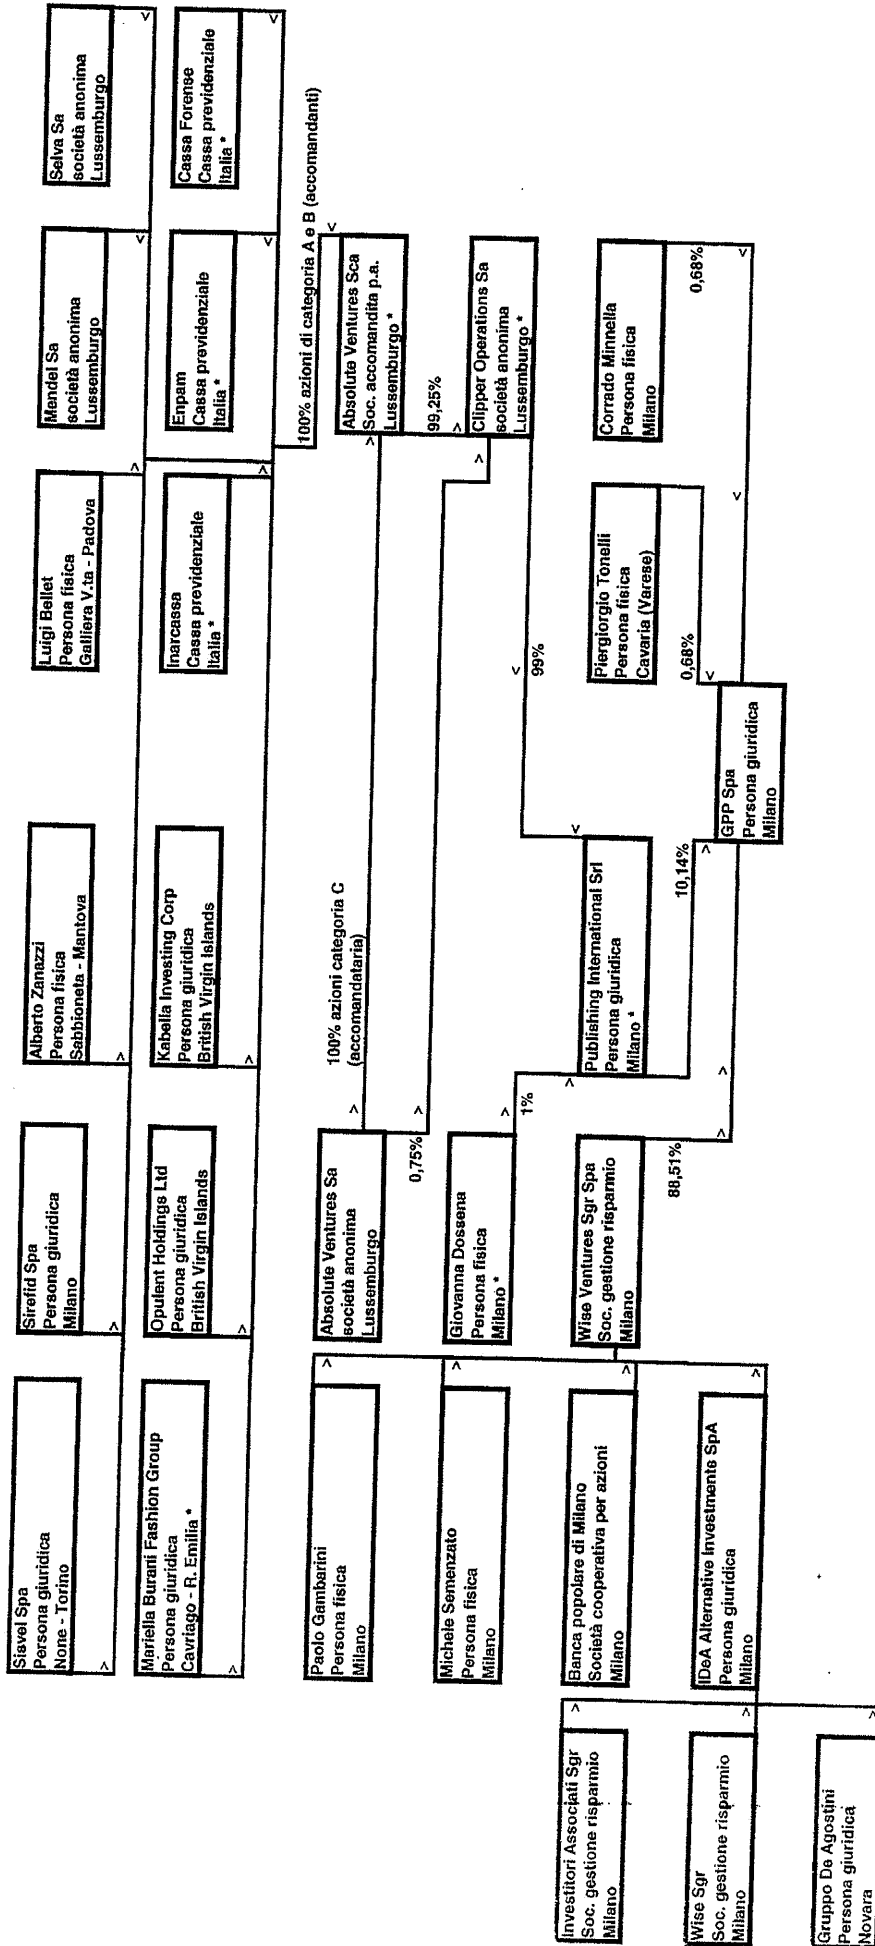 Sisvel Spa
Persona giuridica
None - Torino
Sirefid Spa
Persona giuridica
Milano
Alberto Zanazzi
Persona fisica
Sabbioneta - Mantova
Luigi Bellet
Persona fisica
Galliera V.ta - Padova
Mendel Sa
società anonima
Lussemburgo
Selva Sa
società anonima
Lussemburgo
Mariella Burani Fashion Group
Persona giuridica
Cavriago - R. Emilia *
Opulent Holdings Ltd
Persona giuridica
British Virgin Islands
Kabella Investing Corp
Persona giuridica
British Virgin Islands
Inarcassa
Cassa previdenziale
Italia *
Enpam
Cassa previdenziale
Italia *
Cassa Forense
Cassa previdenziale
Italia *
100% azioni di categoria A e B (accomandanti)
Paolo Gambarini
Persona fisica
Milano
Absolute Ventures Sa
società anonima
Lussemburgo
100% azioni categoria C
(accomandataria)
Absolute Ventures Sca
Soc. accomandita p.a.
Lussemburgo *
0,75%
99,25%
Michele Semenzato
Persona fisica
Milano
Giovanna Dossena
Persona fisica
Milano *
Clipper Operations Sa
società anonima
Lussemburgo *
1%
99%
Investitori Associati Sgr
Soc. gestione risparmio
Milano
Banca popolare di Milano
Società cooperativa per azioni
Milano
Wise Ventures Sgr Spa
Soc. gestione risparmio
Milano
Publishing International Srl
Persona giuridica
Milano *
Piergiorgio Tonelli
Persona fisica
Cavaria (Varese)
Corrado Minnella
Persona fisica
Milano
88,51%
10,14%
0,68%
0,68%
Wise Sgr
Soc. gestione risparmio
Milano
IDeA Alternative Investments SpA
Persona giuridica
Milano
GPP Spa
Persona giuridica
Milano
Gruppo De Agostini
Persona giuridica
Novara